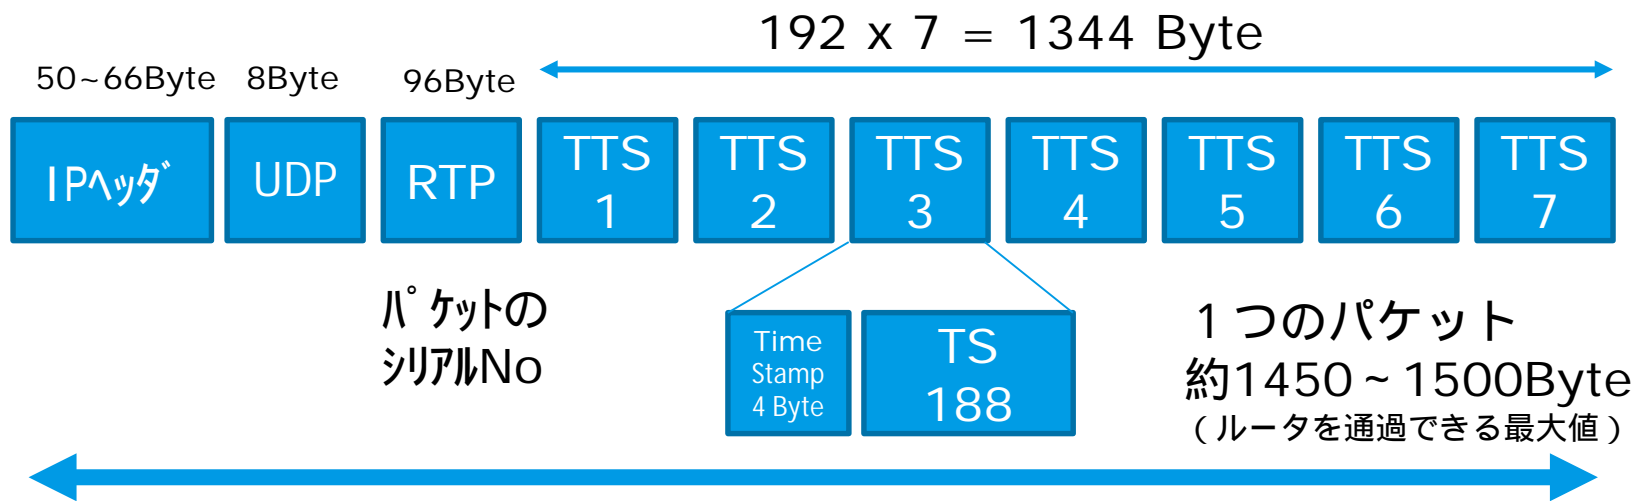 192 x 7 = 1344 Byte
50~66Byte 8Byte 96Byte
IPﾍｯﾀﾞ UDP RTP TTS 1 TTS 2 TTS 3 TTS 4 TTS 5 TTS 6 TTS 7
ﾊﾟｹｯﾄの
ｼﾘｱﾙNo
Time
Stamp
4 Byte
TS
188
1つのパケット
約1450~1500Byte
(ルータを通過できる最大値)